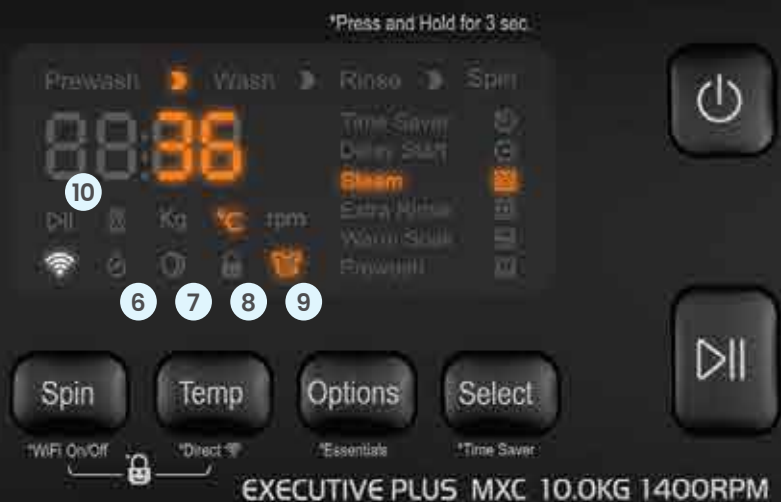 *Press and Hold for 3 sec
Prewash Wash Rinse Spin
36
Time Saver
Delay Start
Steam
10
Extra Rinse
Kg °C rpm
Warm Soak
Prewash
6 7 8 9
Spin Temp Options Select
*WiFi On/Off *Direct *Essentials *Time Saver
EXECUTIVE PLUS MXC 10.0KG 1400RPM